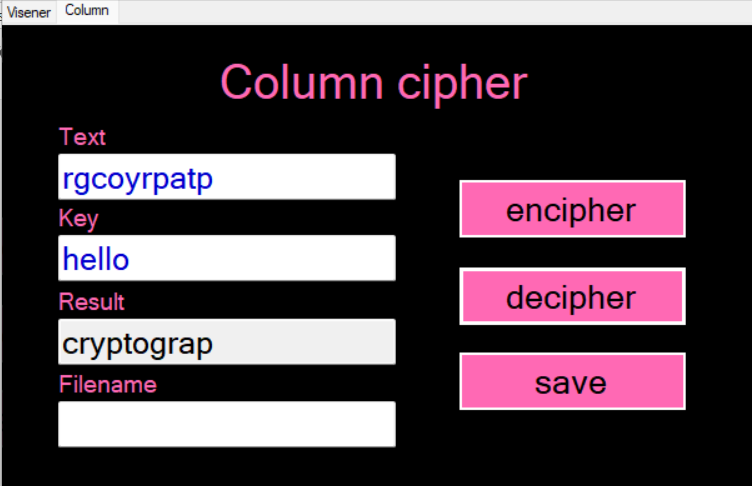 Visener Column
Column cipher
Text
rgcoyrpatp
Key
hello
Result
cryptograp
Filename
encipher
decipher
save